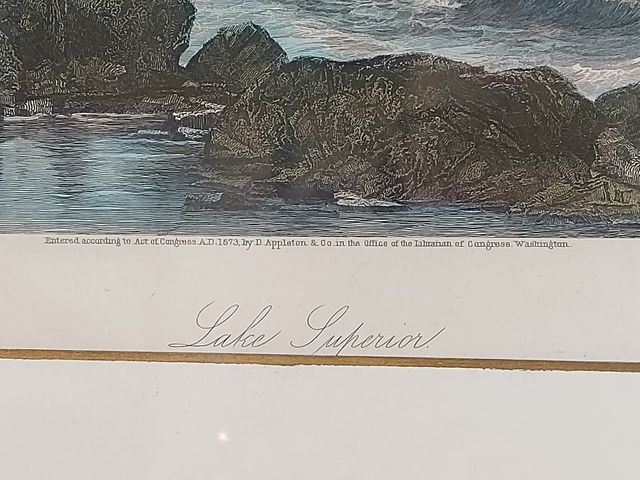 Entered according to Act of Congress A.D. 1873, by D. Appleton & Co. in the Office of the Librarian of Congress. Washington.
Lake Superior.